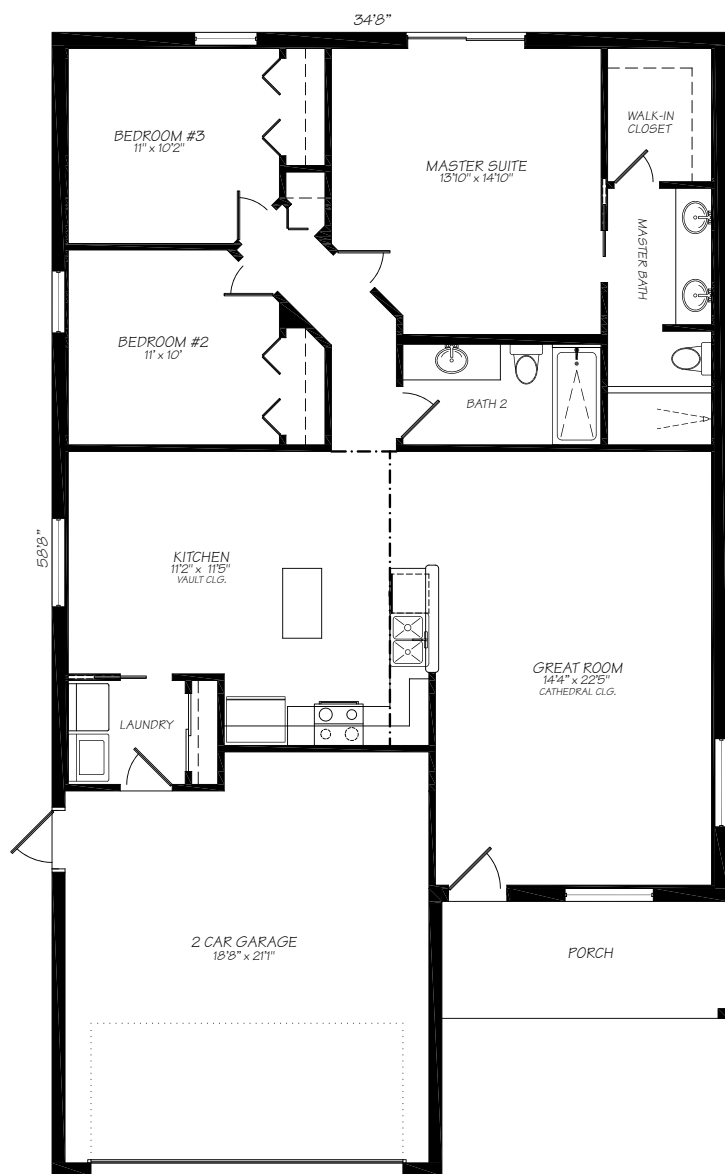 34'8"
BEDROOM #3
11" x 10'2"
WALK-IN
CLOSET
MASTER SUITE
13'10" x 14'10"
MASTER BATH
BEDROOM #2
11' x 10'
BATH 2
58'8"
KITCHEN
11'2" x 11'5"
VAULT CLG.
GREAT ROOM
14'4" x 22'5"
CATHEDRAL CLG.
LAUNDRY
2 CAR GARAGE
18'8" x 21'1"
PORCH